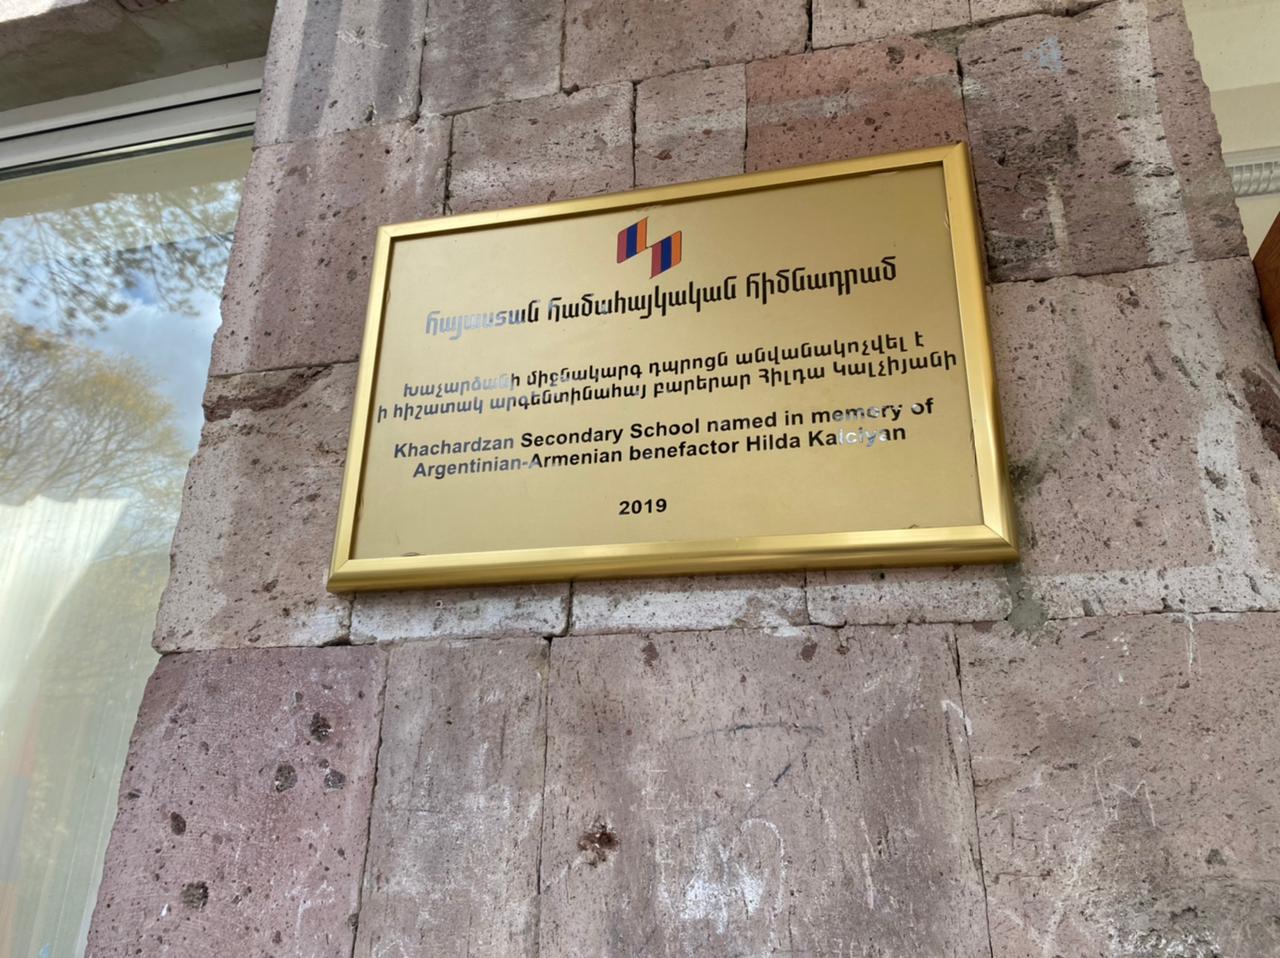 Հայաստան համահայկական հիմնադրամ
Խաչարձանի միջնակարգ դպրոցն անվանակոչվել է
ի հիշատակ արգենտինահայ բարերար Հիլդա Կալչիյանի
Khachardzan Secondary School named in memory of
Argentinian-Armenian benefactor Hilda Kalciyan
2019